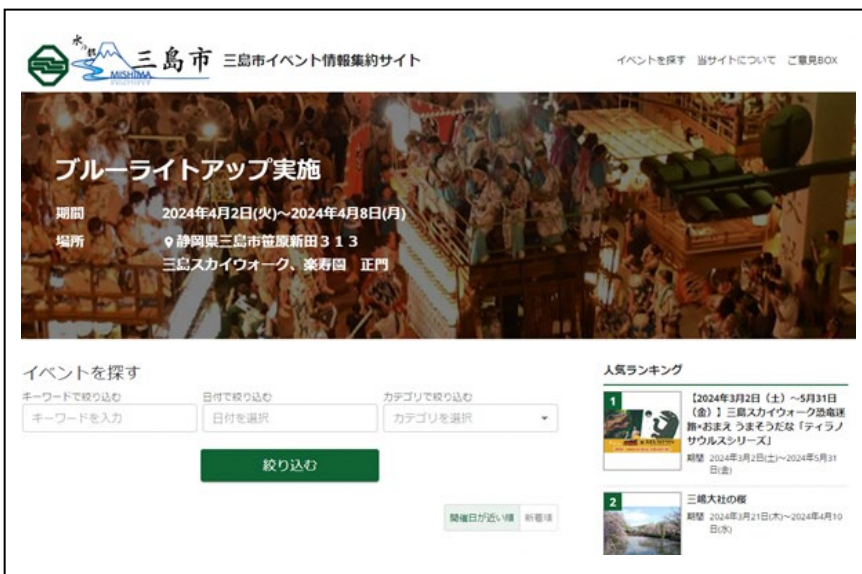 水の都
三島市
MISHIMA
三島市イベント情報集約サイト
イベントを探す 当サイトについて ご意見BOX
ブルーライトアップ実施
期間 2024年4月2日(火)~2024年4月8日(月)
場所 静岡県三島市笹原新田313
三島スカイウォーク、楽寿園 正門
イベントを探す
キーワードで絞り込む 日付で絞り込む カテゴリで絞り込む
キーワードを入力 日付を選択 カテゴリを選択
絞り込む
開催日が近い順 新着順
人気ランキング
1
【2024年3月2日(土)~5月31日
(金)】三島スカイウォーク恐竜迷
路×おまえ うまそうだな「ティラノ
サウルスシリーズ」
期間 2024年3月2日(土)~2024年5月31
日(金)
2
三嶋大社の桜
期間 2024年3月21日(木)~2024年4月10
日(水)